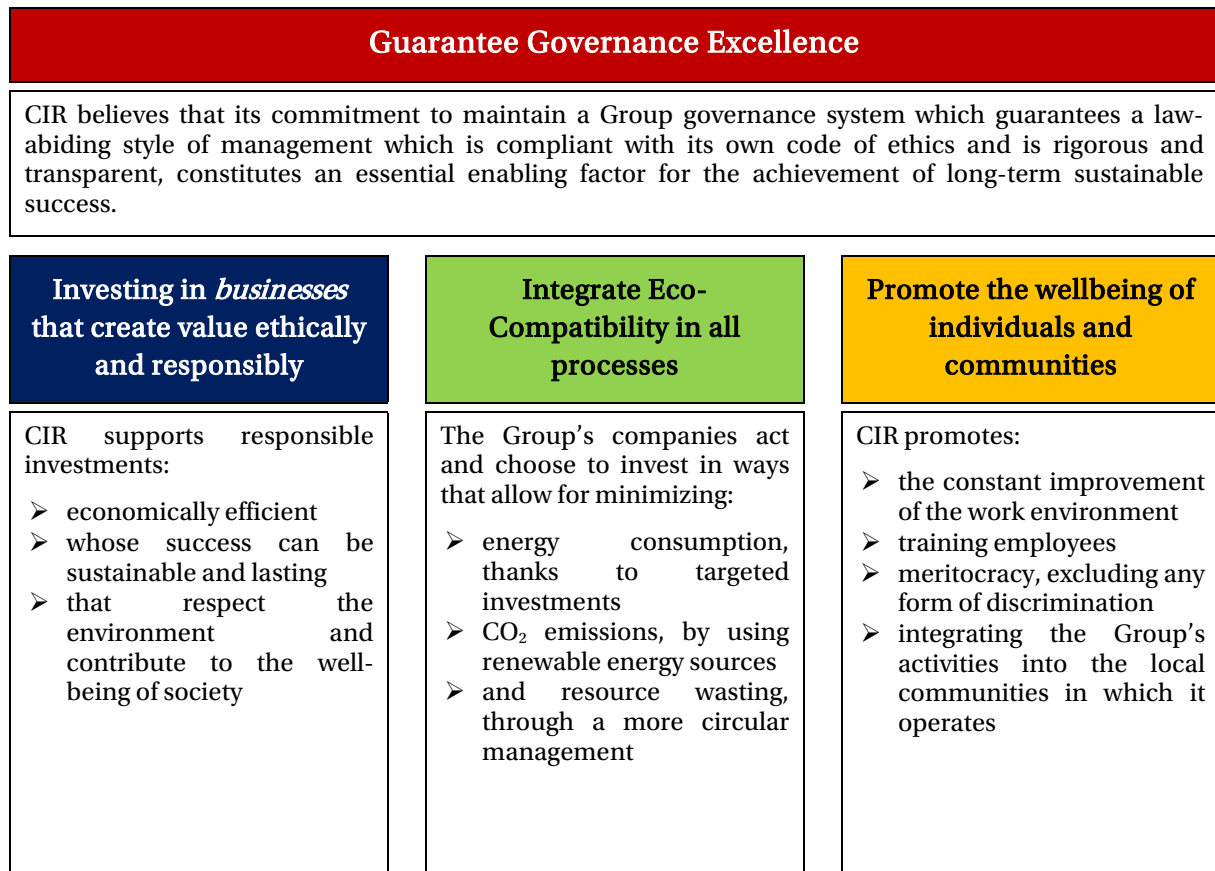 Guarantee Governance Excellence
CIR believes that its commitment to maintain a Group governance system which guarantees a law-
abiding style of management which is compliant with its own code of ethics and is rigorous and
transparent, constitutes an essential enabling factor for the achievement of long-term sustainable
success.
Investing in businesses
that create value ethically
and responsibly
CIR supports responsible
investments:
➢ economically efficient
➢ whose success can be
sustainable and lasting
➢ that respect the
environment and
contribute to the well-
being of society
Integrate Eco-
Compatibility in all
processes
The Group’s companies act
and choose to invest in ways
that allow for minimizing:
➢ energy consumption,
thanks to targeted
investments
➢ CO₂ emissions, by using
renewable energy sources
➢ and resource wasting,
through a more circular
management
Promote the wellbeing of
individuals and
communities
CIR promotes:
➢ the constant improvement
of the work environment
➢ training employees
➢ meritocracy, excluding any
form of discrimination
➢ integrating the Group’s
activities into the local
communities in which it
operates